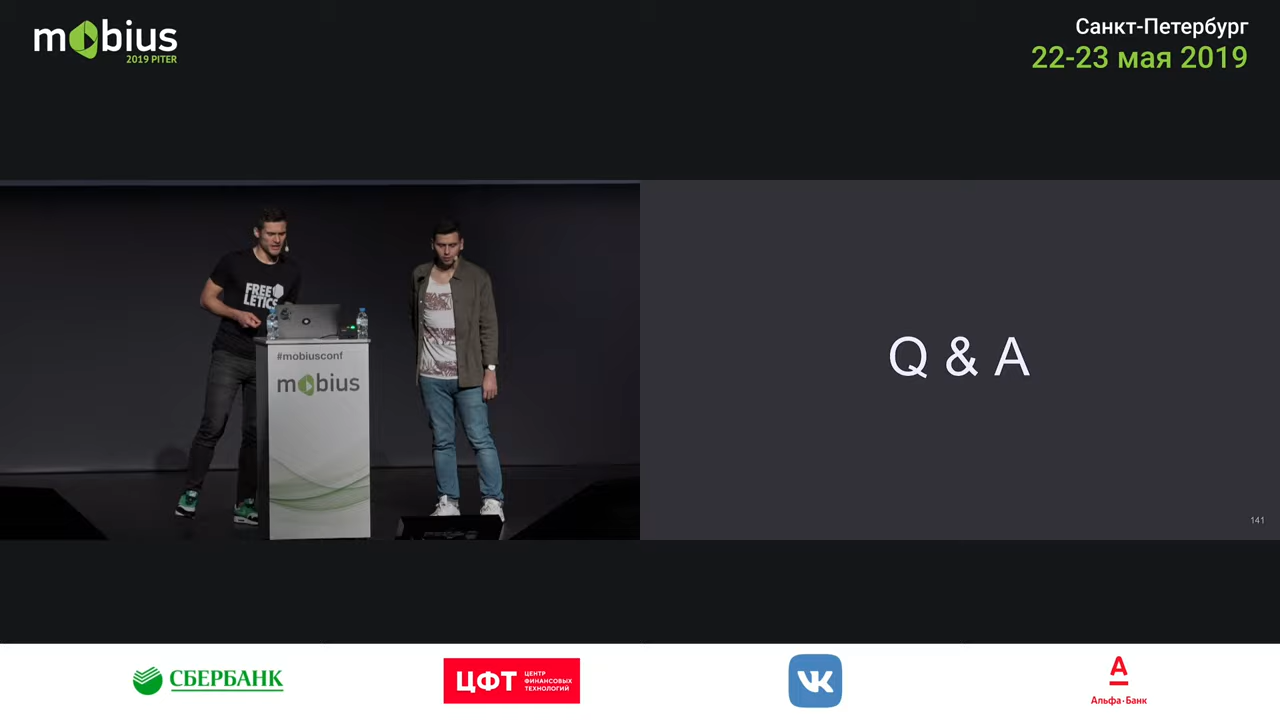 mobius
2019 PITER
Санкт-Петербург
22-23 мая 2019
FREE
LETICS
#mobiusconf
mobius
Q & A
141
СБЕРБАНК
ЦФТ
ЦЕНТР
ФИНАНСОВЫХ
ТЕХНОЛОГИЙ
VK
А
Альфа·Банк